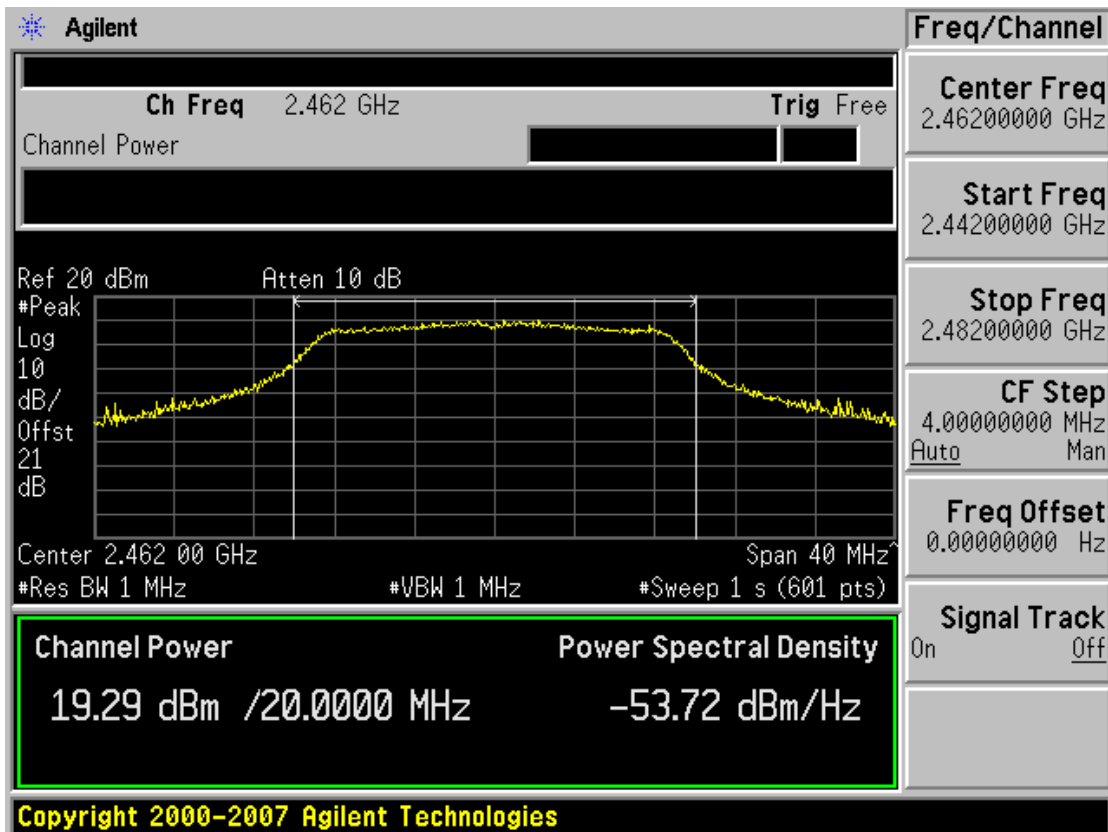 Agilent
Ch Freq 2.462 GHz Trig Free
Channel Power
Ref 20 dBm Atten 10 dB
#Peak
Log
10
dB/
Offst
21
dB
Center 2.462 00 GHz Span 40 MHz^
#Res BW 1 MHz #VBW 1 MHz #Sweep 1 s (601 pts)
Channel Power Power Spectral Density
19.29 dBm /20.0000 MHz -53.72 dBm/Hz
Copyright 2000-2007 Agilent Technologies
Freq/Channel
Center Freq
2.46200000 GHz
Start Freq
2.44200000 GHz
Stop Freq
2.48200000 GHz
CF Step
4.00000000 MHz
Auto Man
Freq Offset
0.00000000 Hz
Signal Track
On Off